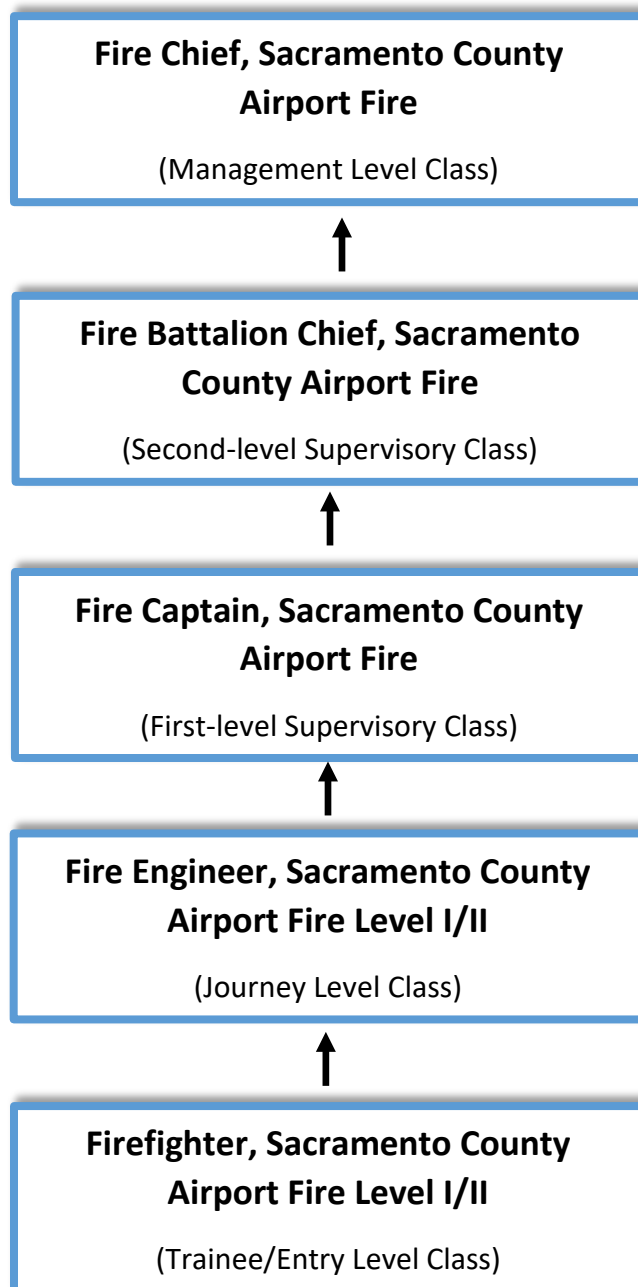 Fire Chief, Sacramento County
Airport Fire
(Management Level Class)
Fire Battalion Chief, Sacramento
County Airport Fire
(Second-level Supervisory Class)
Fire Captain, Sacramento County
Airport Fire
(First-level Supervisory Class)
Fire Engineer, Sacramento County
Airport Fire Level I/II
(Journey Level Class)
Firefighter, Sacramento County
Airport Fire Level I/II
(Trainee/Entry Level Class)